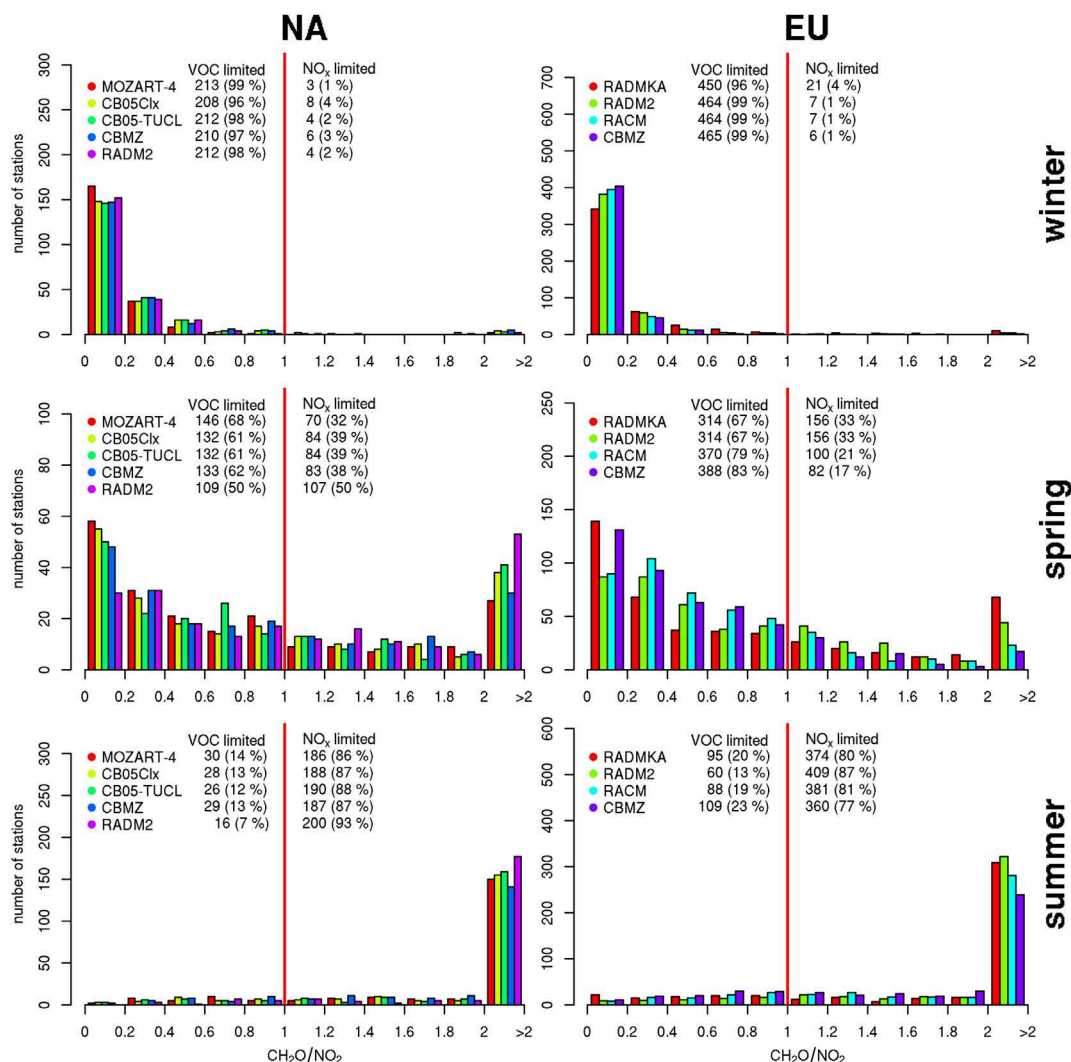 NA
EU
VOC limited NOx limited
MOZART-4 213 (99 %) 3 (1 %)
CB05Clx 208 (96 %) 8 (4 %)
CB05-TUCL 212 (98 %) 4 (2 %)
CBMZ 210 (97 %) 6 (3 %)
RADM2 212 (98 %) 4 (2 %)
number of stations
0 50 100 150 200 250 300
0 0.2 0.4 0.6 0.8 1 1.2 1.4 1.6 2 >2
VOC limited NOx limited
RADMKA 450 (96 %) 21 (4 %)
RADM2 464 (99 %) 7 (1 %)
RACM 464 (99 %) 7 (1 %)
CBMZ 465 (99 %) 6 (1 %)
0 100 200 300 400 500 600 700
0 0.2 0.4 0.6 0.8 1 1.2 1.4 1.6 2 >2
winter
VOC limited NOx limited
MOZART-4 146 (68 %) 70 (32 %)
CB05Clx 132 (61 %) 84 (39 %)
CB05-TUCL 132 (61 %) 84 (39 %)
CBMZ 133 (62 %) 83 (38 %)
RADM2 109 (50 %) 107 (50 %)
number of stations
0 20 40 60 80 100
0 0.2 0.4 0.6 0.8 1 1.2 1.4 1.6 2 >2
VOC limited NOx limited
RADMKA 314 (67 %) 156 (33 %)
RADM2 314 (67 %) 156 (33 %)
RACM 370 (79 %) 100 (21 %)
CBMZ 388 (83 %) 82 (17 %)
0 50 100 150 200 250
0 0.2 0.4 0.6 0.8 1 1.2 1.4 1.6 2 >2
spring
VOC limited NOx limited
MOZART-4 30 (14 %) 186 (86 %)
CB05Clx 28 (13 %) 188 (87 %)
CB05-TUCL 26 (12 %) 190 (88 %)
CBMZ 29 (13 %) 187 (87 %)
RADM2 16 (7 %) 200 (93 %)
number of stations
0 50 100 150 200 250 300
0 0.2 0.4 0.6 0.8 1 1.2 1.4 1.6 2 >2
CH₂O/NO₂
VOC limited NOx limited
RADMKA 95 (20 %) 374 (80 %)
RADM2 60 (13 %) 409 (87 %)
RACM 88 (19 %) 381 (81 %)
CBMZ 109 (23 %) 360 (77 %)
0 100 200 300 400 500 600
0 0.2 0.4 0.6 0.8 1 1.2 1.4 1.6 2 >2
CH₂O/NO₂
summer